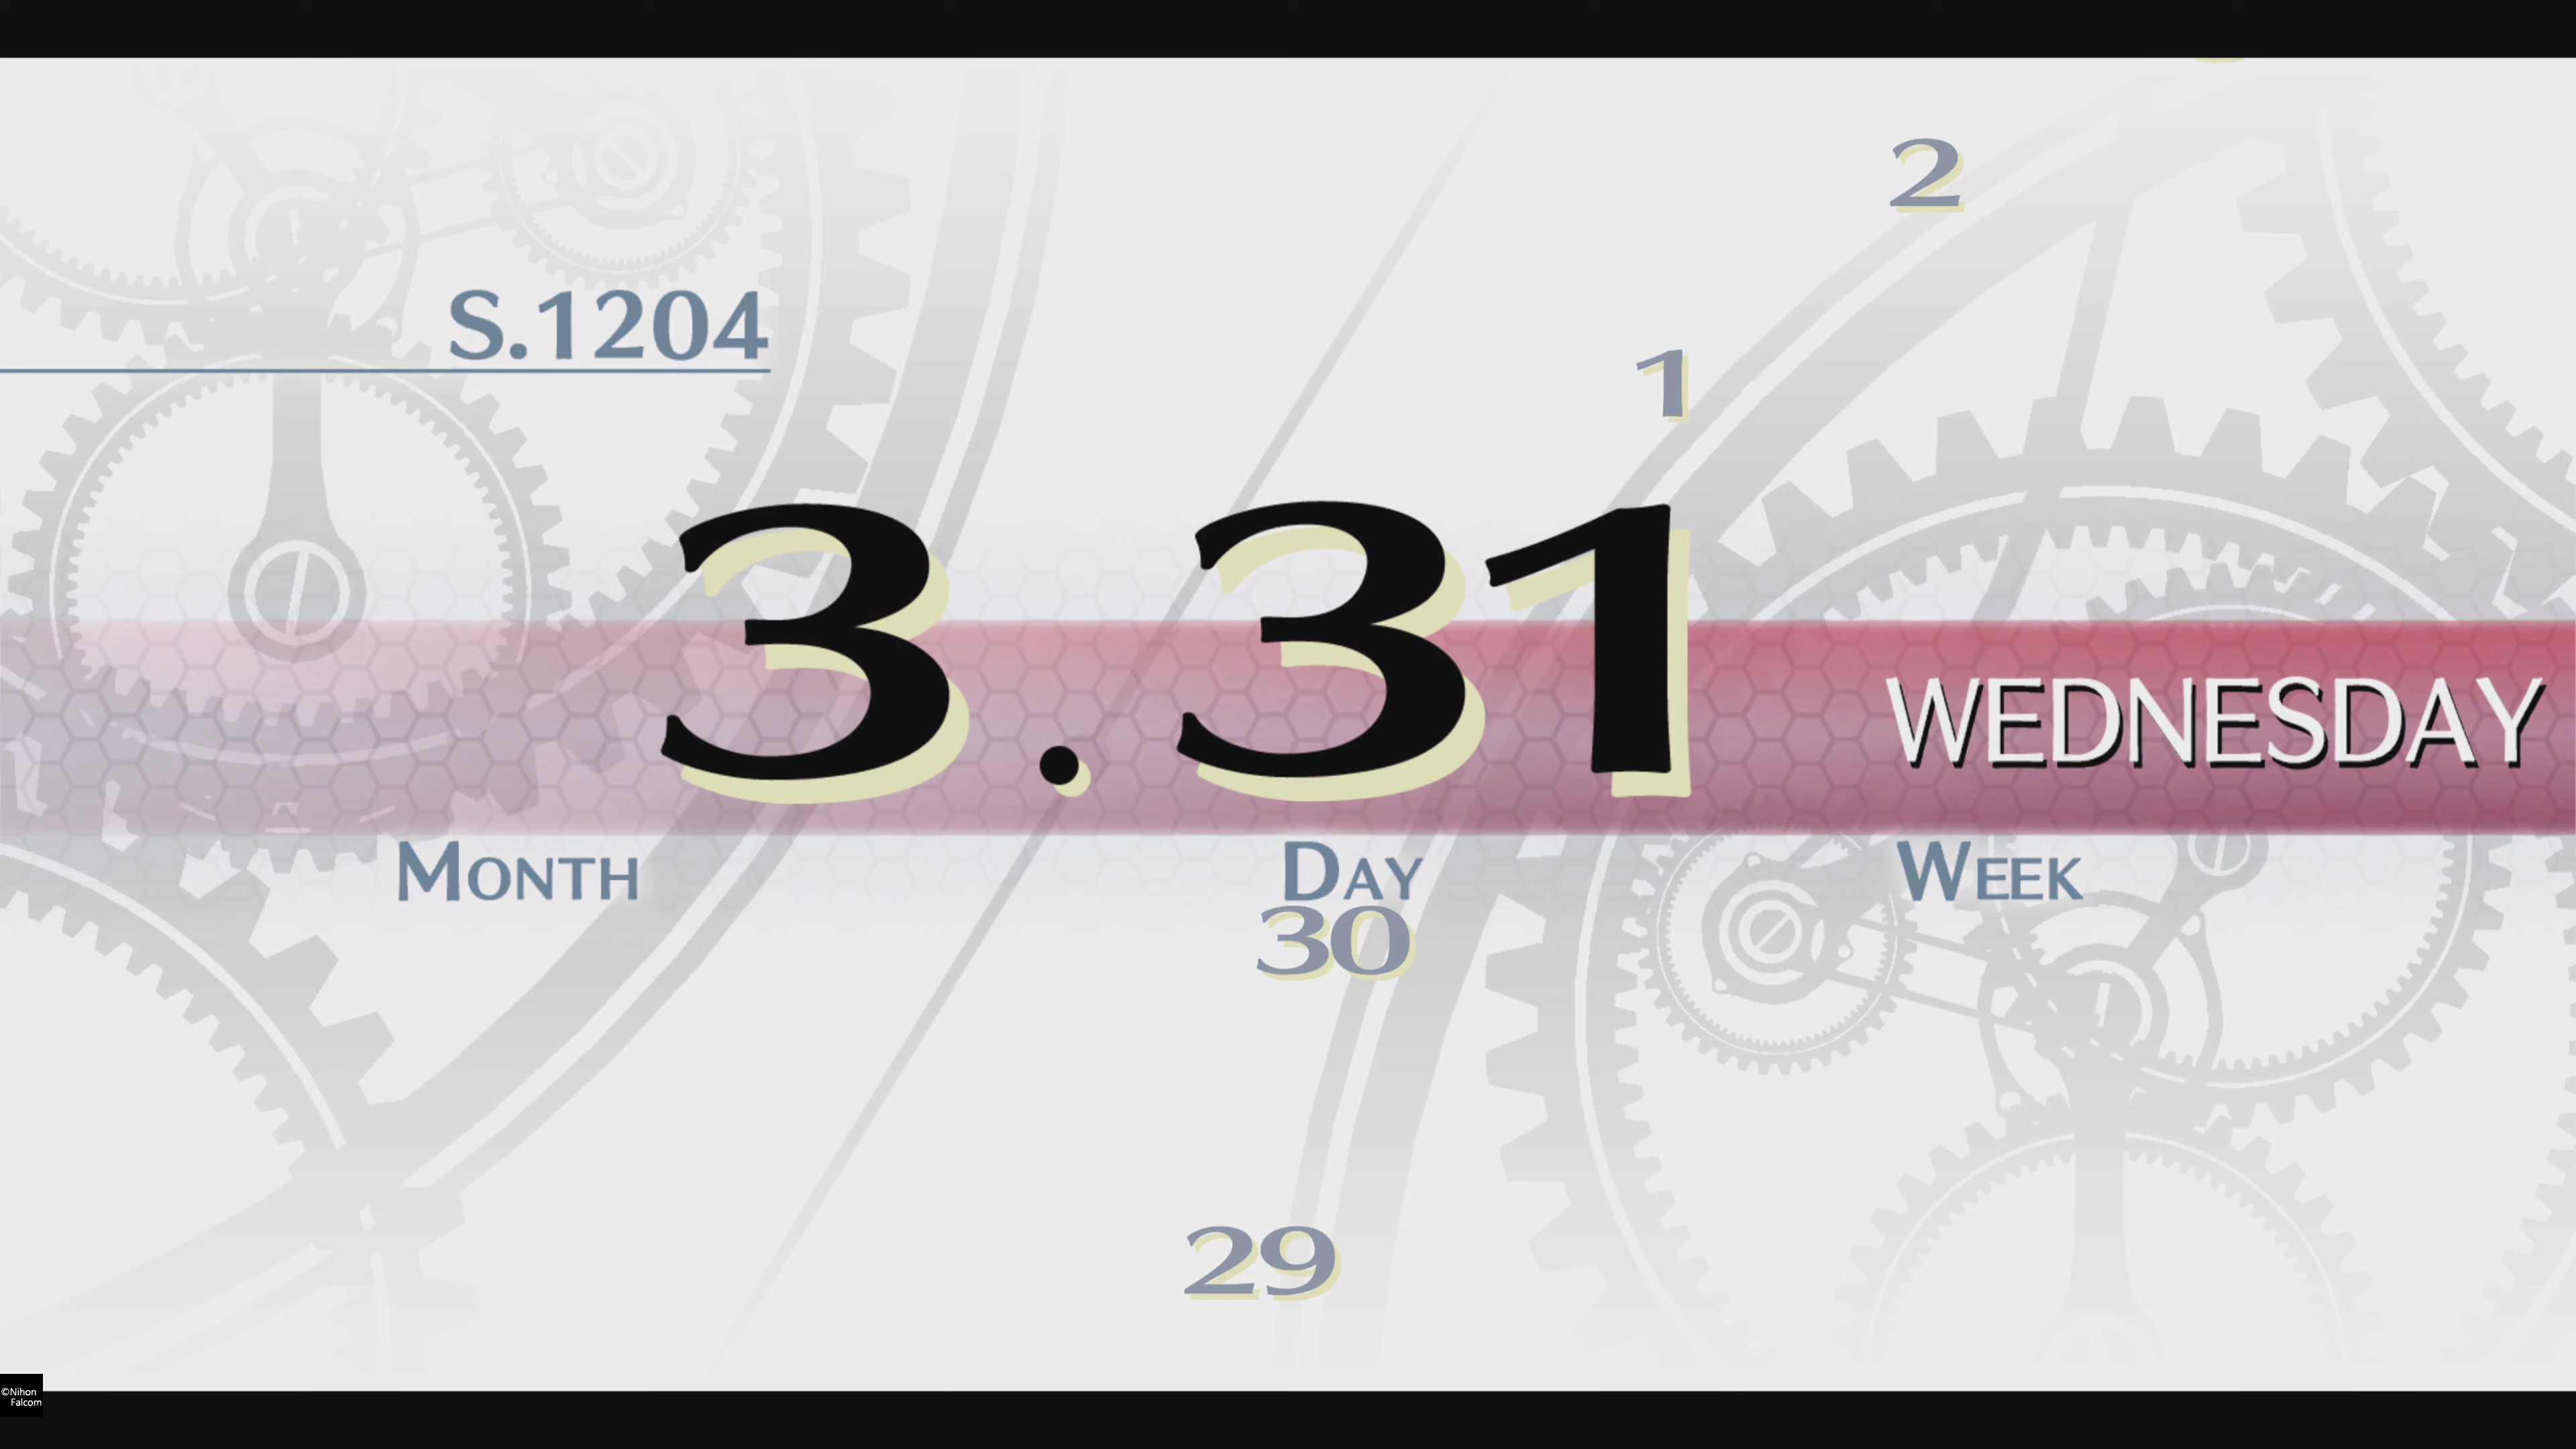 2
S.1204
1
3.31
WEDNESDAY
MONTH
DAY
WEEK
30
29
©Nihon
Falcom